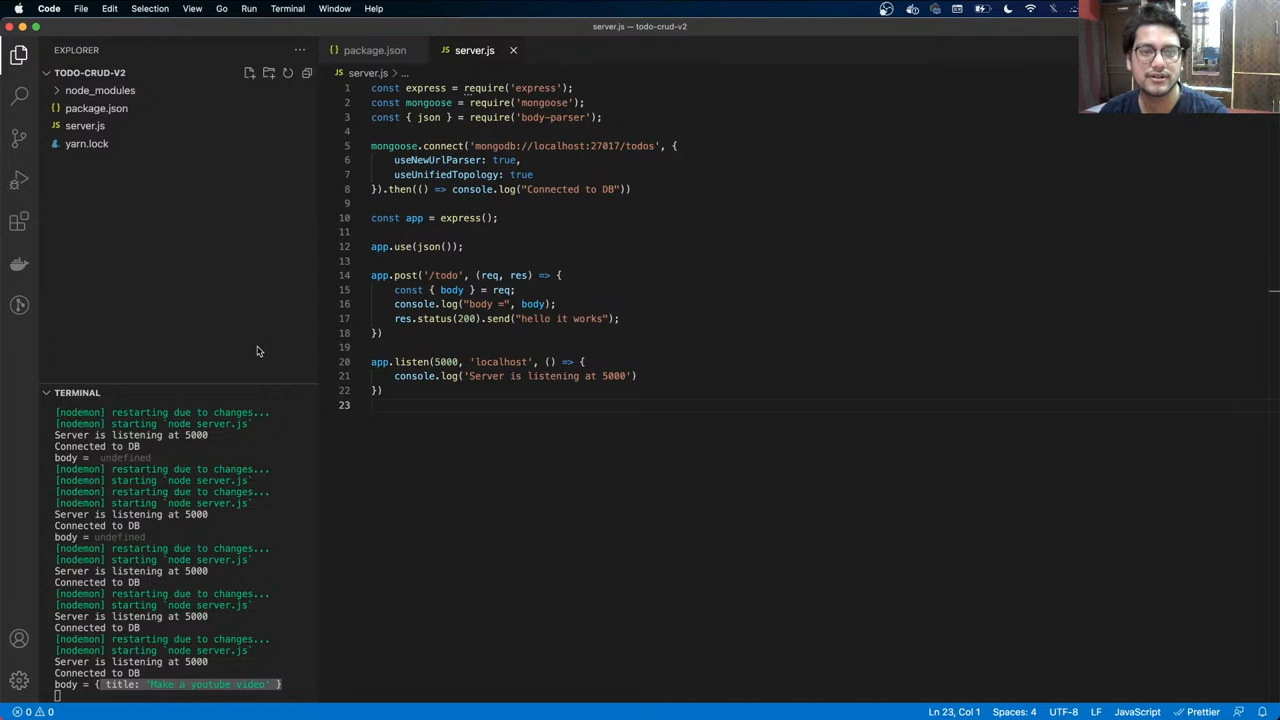 Code File Edit Selection View Go Run Terminal Window Help
server.js — todo-crud-v2
EXPLORER
TODO-CRUD-V2
node_modules
package.json
server.js
yarn.lock
package.json
server.js
server.js > ...
1 const express = require('express');
2 const mongoose = require('mongoose');
3 const { json } = require('body-parser');
4
5 mongoose.connect('mongodb://localhost:27017/todos', {
6 useNewUrlParser: true,
7 useUnifiedTopology: true
8 }).then(() => console.log("Connected to DB"))
9
10 const app = express();
11
12 app.use(json());
13
14 app.post('/todo', (req, res) => {
15 const { body } = req;
16 console.log("body =", body);
17 res.status(200).send("hello it works");
18 })
19
20 app.listen(5000, 'localhost', () => {
21 console.log('Server is listening at 5000')
22 })
23
TERMINAL
[nodemon] restarting due to changes...
[nodemon] starting `node server.js`
Server is listening at 5000
Connected to DB
body =  undefined
[nodemon] restarting due to changes...
[nodemon] starting `node server.js`
[nodemon] restarting due to changes...
[nodemon] starting `node server.js`
Server is listening at 5000
Connected to DB
body = undefined
[nodemon] restarting due to changes...
[nodemon] starting `node server.js`
Server is listening at 5000
Connected to DB
[nodemon] restarting due to changes...
[nodemon] starting `node server.js`
Server is listening at 5000
Connected to DB
[nodemon] restarting due to changes...
[nodemon] starting `node server.js`
Server is listening at 5000
Connected to DB
body = { title: 'Make a youtube video' }
0 0
Ln 23, Col 1 Spaces: 4 UTF-8 LF JavaScript Prettier